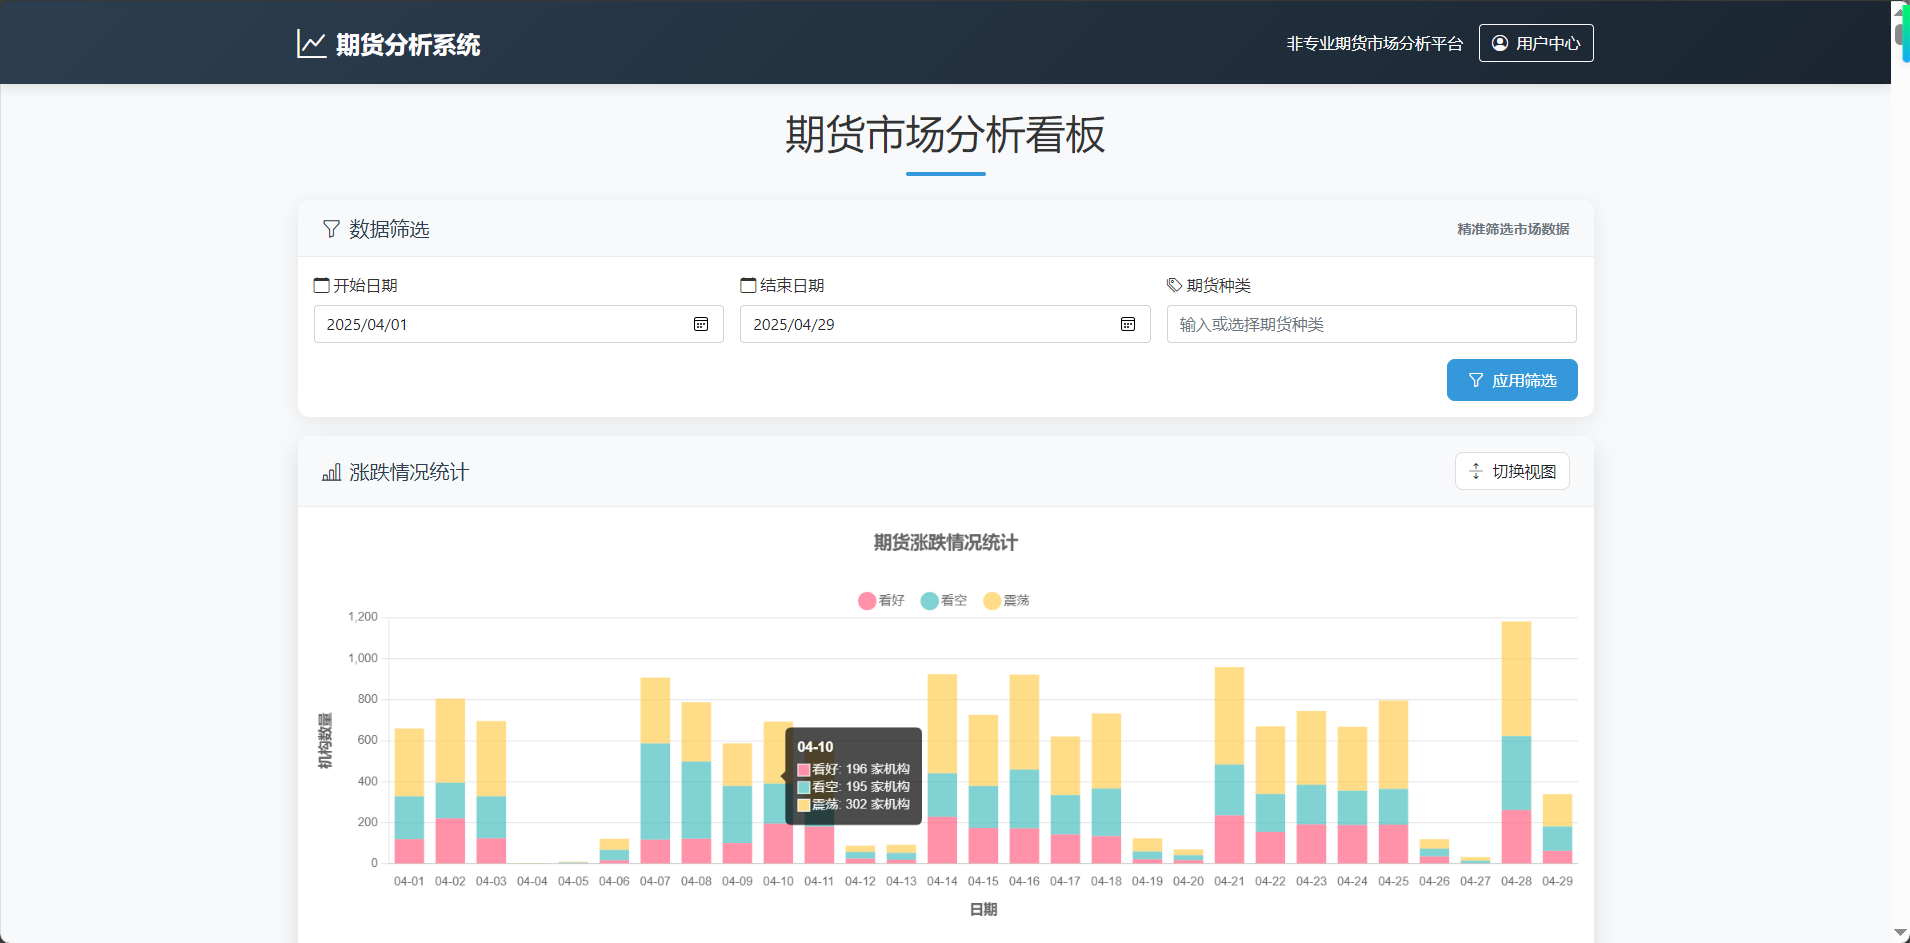 期货分析系统
非专业期货市场分析平台
用户中心
期货市场分析看板
数据筛选
精准筛选市场数据
开始日期
结束日期
期货种类
2025/04/01
2025/04/29
输入或选择期货种类
应用筛选
涨跌情况统计
切换视图
期货涨跌情况统计
看好 看空 震荡
1,200
1,000
800
600
400
200
0
机构数量
04-10
看好: 196 家机构
看空: 195 家机构
震荡: 302 家机构
04-01 04-02 04-03 04-04 04-05 04-06 04-07 04-08 04-09 04-10 04-11 04-12 04-13 04-14 04-15 04-16 04-17 04-18 04-19 04-20 04-21 04-22 04-23 04-24 04-25 04-26 04-27 04-28 04-29
日期